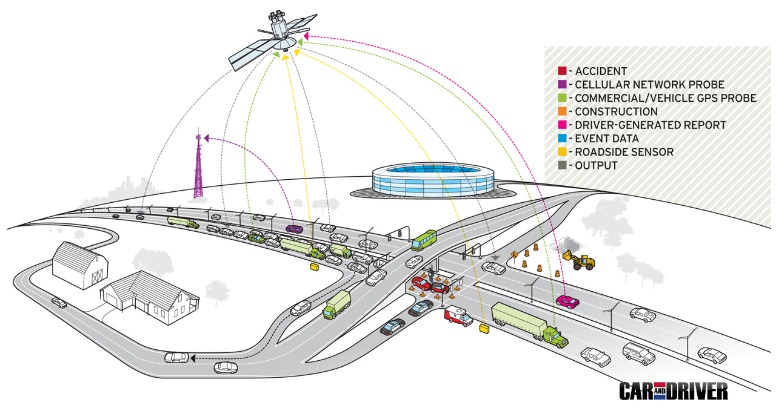 - ACCIDENT
- CELLULAR NETWORK PROBE
- COMMERCIAL/VEHICLE GPS PROBE
- CONSTRUCTION
- DRIVER-GENERATED REPORT
- EVENT DATA
- ROADSIDE SENSOR
- OUTPUT
CAR AND DRIVER